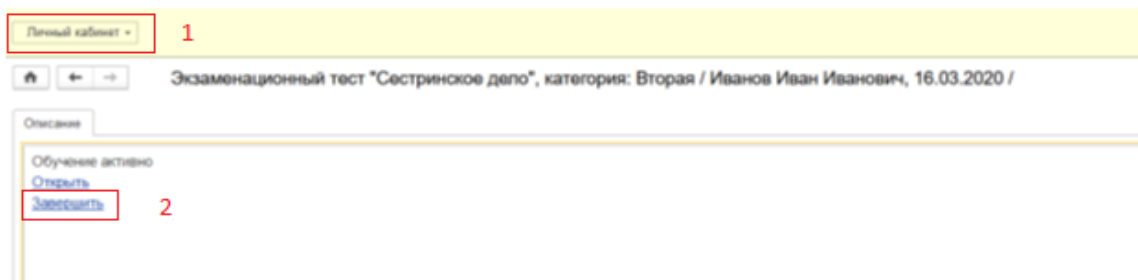 Личный кабинет
1
Экзаменационный тест "Сестринское дело", категория: Вторая / Иванов Иван Иванович, 16.03.2020 /
Описание
Обучение активно
Открыть
Завершить
2